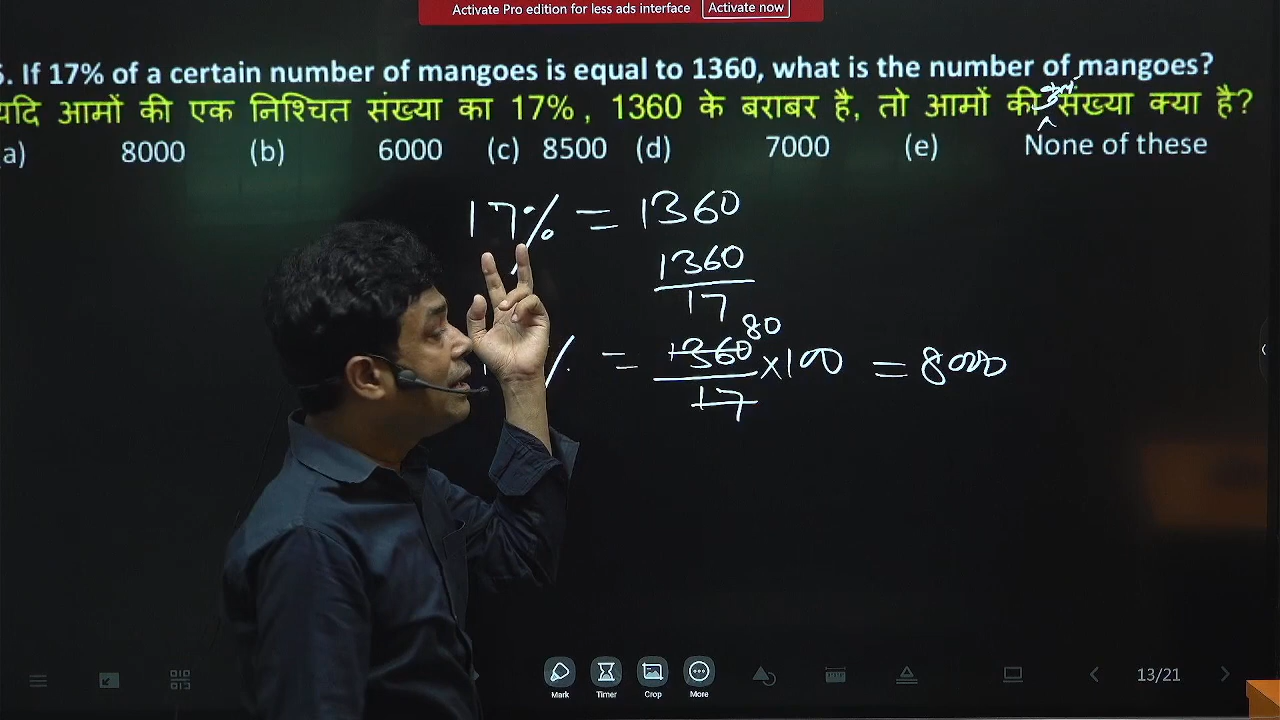 Activate Pro edition for less ads interface Activate now
. If 17% of a certain number of mangoes is equal to 1360, what is the number of mangoes?
यदि आमों की एक निश्चित संख्या का 17%, 1360 के बराबर है, तो आमों की संख्या क्या है?
a) 8000 (b) 6000 (c) 8500 (d) 7000 (e) None of these
17% = 1360
1360
17
80
= 1360 ×100 = 8000
17
Mark Timer Crop More
13/21